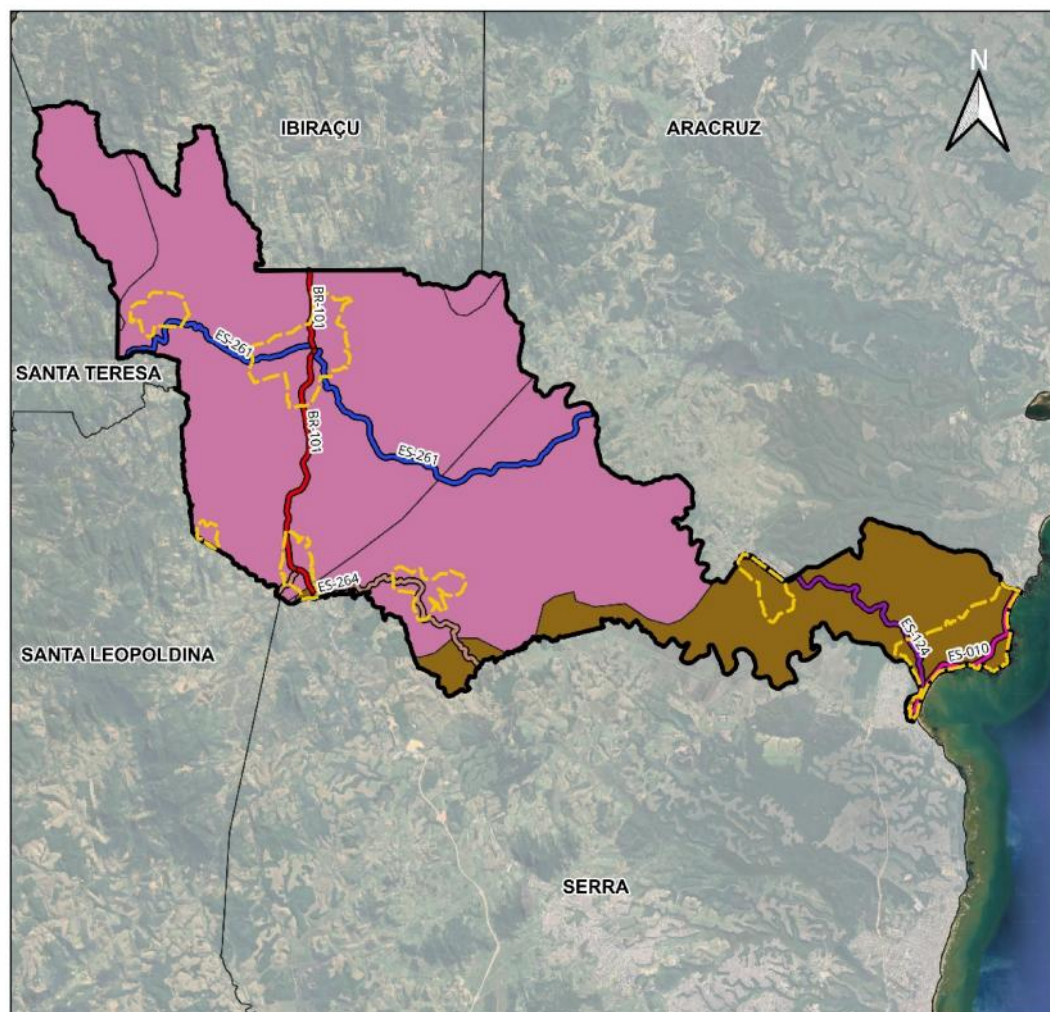 N
IBIRAÇU
ARACRUZ
BR-101
ES-261
SANTA TERESA
BR-101
ES-261
ES-264
ES-124
SANTA LEOPOLDINA
ES-010
SERRA